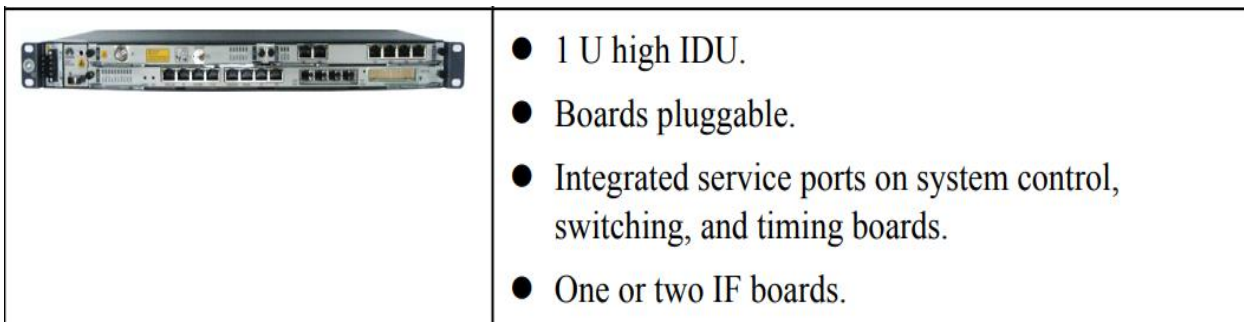 ● 1 U high IDU.
● Boards pluggable.
● Integrated service ports on system control,
switching, and timing boards.
● One or two IF boards.